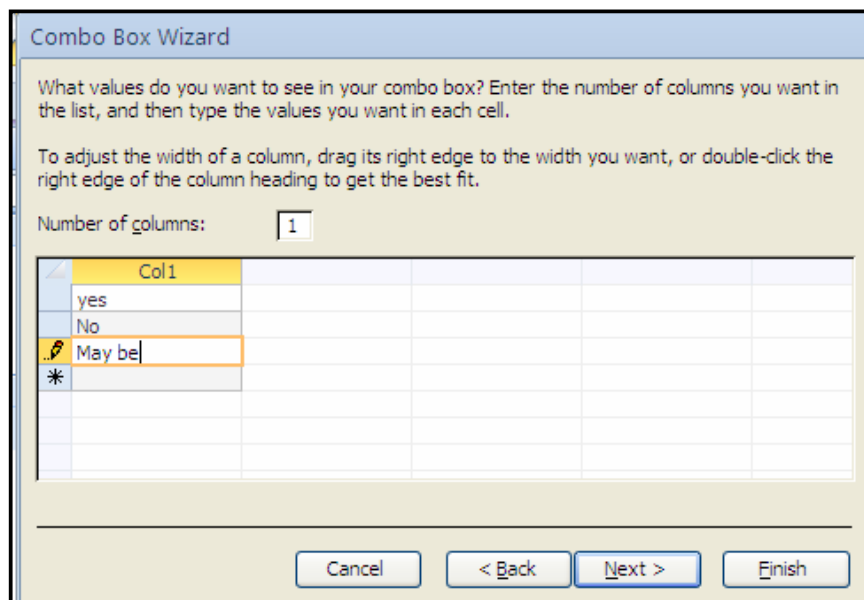 Combo Box Wizard
What values do you want to see in your combo box? Enter the number of columns you want in
the list, and then type the values you want in each cell.
To adjust the width of a column, drag its right edge to the width you want, or double-click the
right edge of the column heading to get the best fit.
Number of columns: 1
Col1
yes
No
May be
Cancel < Back Next > Finish